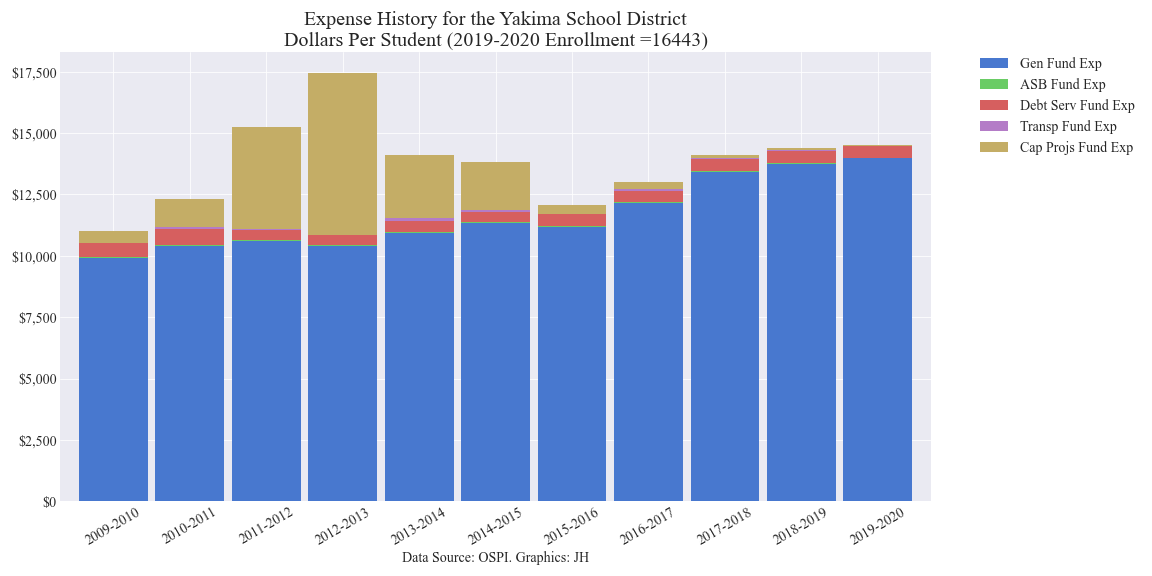 Expense History for the Yakima School District
Dollars Per Student (2019-2020 Enrollment =16443)
$17,500
$15,000
$12,500
$10,000
$7,500
$5,000
$2,500
$0
2009-2010
2010-2011
2011-2012
2012-2013
2013-2014
2014-2015
2015-2016
2016-2017
2017-2018
2018-2019
2019-2020
Data Source: OSPI. Graphics: JH
Gen Fund Exp
ASB Fund Exp
Debt Serv Fund Exp
Transp Fund Exp
Cap Projs Fund Exp